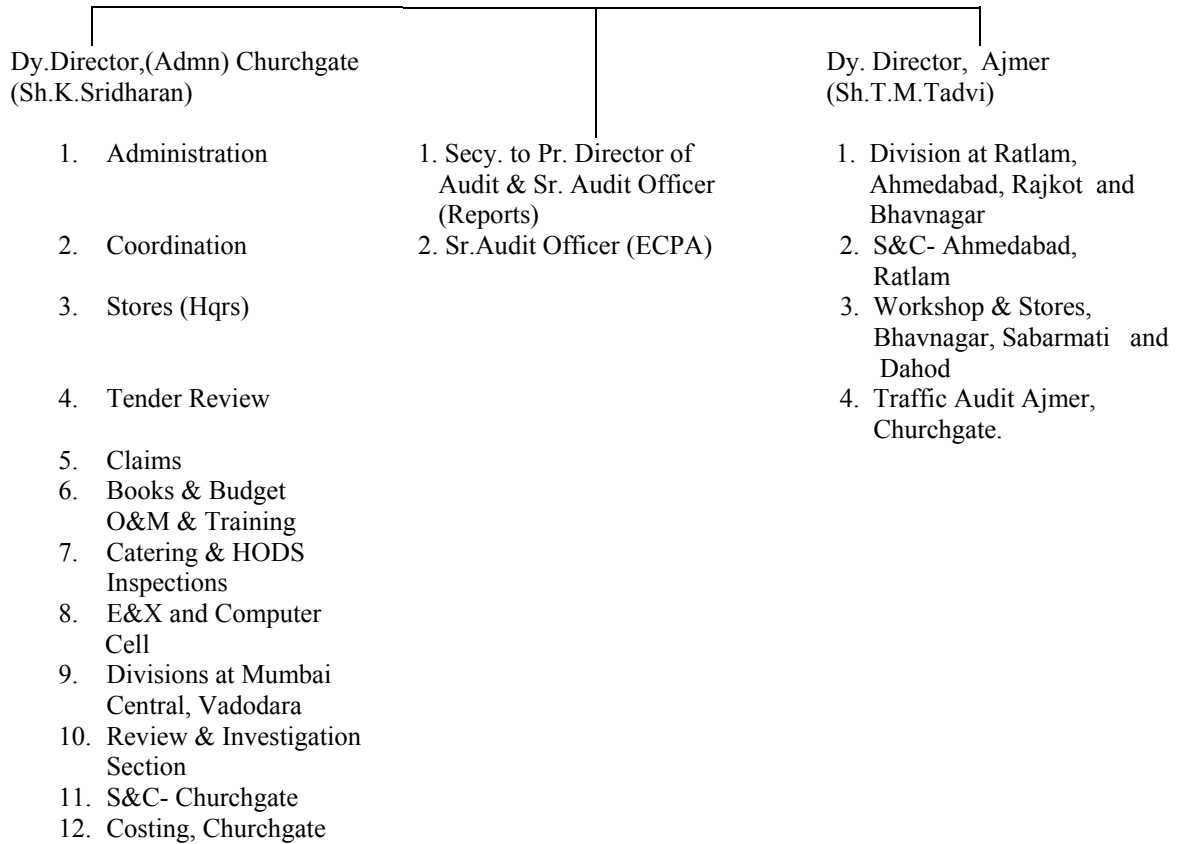 Dy.Director,(Admn) Churchgate
(Sh.K.Sridharan)
1. Administration
2. Coordination
3. Stores (Hqrs)
4. Tender Review
5. Claims
6. Books & Budget
O&M & Training
7. Catering & HODS
Inspections
8. E&X and Computer
Cell
9. Divisions at Mumbai
Central, Vadodara
10. Review & Investigation
Section
11. S&C- Churchgate
12. Costing, Churchgate
1. Secy. to Pr. Director of
Audit & Sr. Audit Officer
(Reports)
2. Sr.Audit Officer (ECPA)
Dy. Director, Ajmer
(Sh.T.M.Tadvi)
1. Division at Ratlam,
Ahmedabad, Rajkot and
Bhavnagar
2. S&C- Ahmedabad,
Ratlam
3. Workshop & Stores,
Bhavnagar, Sabarmati and
Dahod
4. Traffic Audit Ajmer,
Churchgate.